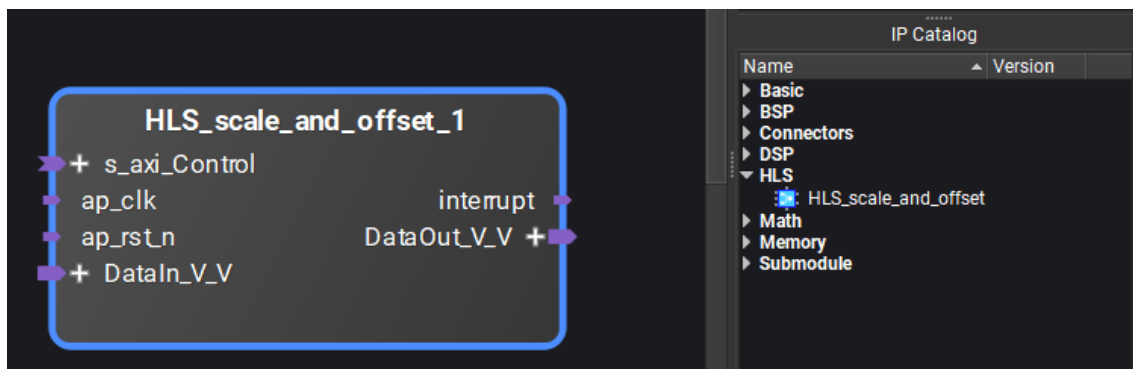 HLS_scale_and_offset_1
+ s_axi_Control
ap_clk
interrupt
ap_rst_n
DataOut_V_V +
+ DataIn_V_V
IP Catalog
Name
Version
Basic
BSP
Connectors
DSP
HLS
HLS_scale_and_offset
Math
Memory
Submodule